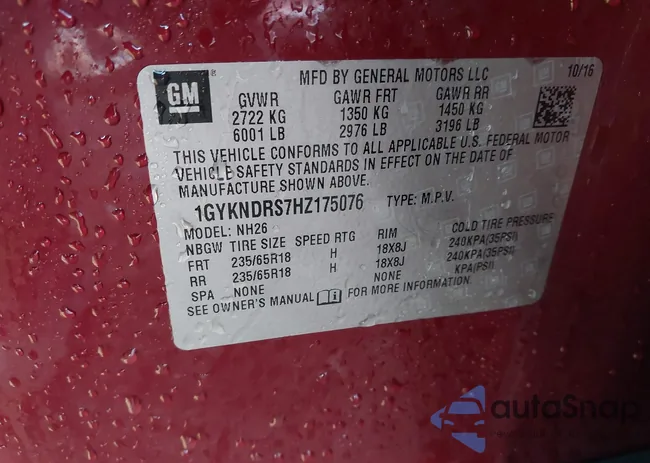 MFD BY GENERAL MOTORS LLC 10/16
GM
GVWR GAWR FRT GAWR RR
2722 KG 1350 KG 1450 KG
6001 LB 2976 LB 3196 LB
THIS VEHICLE CONFORMS TO ALL APPLICABLE U.S. FEDERAL MOTOR
VEHICLE SAFETY STANDARDS IN EFFECT ON THE DATE OF
MANUFACTURE SHOWN ABOVE.
1GYKNDRS7HZ175076 TYPE: M.P.V.
MODEL: NH26
NBGW TIRE SIZE SPEED RTG RIM COLD TIRE PRESSURE
FRT 235/65R18 H 18X8J 240KPA(35PSI)
RR 235/65R18 H 18X8J 240KPA(35PSI)
SPA NONE NONE KPA(PSI)
SEE OWNER'S MANUAL FOR MORE INFORMATION.
autoSnap